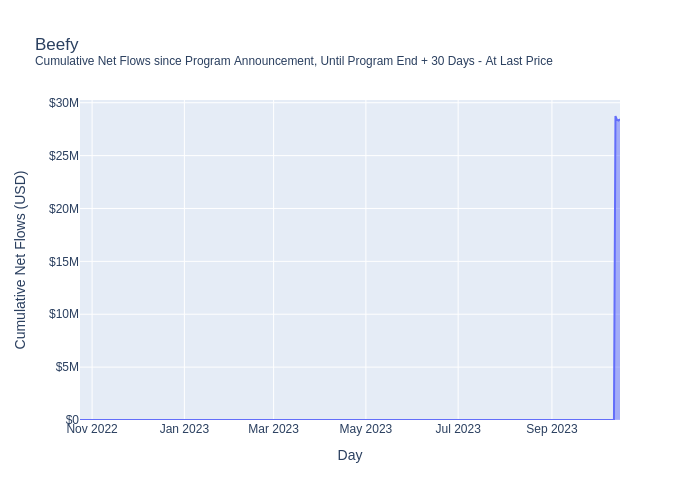 Beefy
Cumulative Net Flows since Program Announcement, Until Program End + 30 Days - At Last Price
$30M
$25M
$20M
$15M
$10M
$5M
$0
Cumulative Net Flows (USD)
Nov 2022 Jan 2023 Mar 2023 May 2023 Jul 2023 Sep 2023
Day